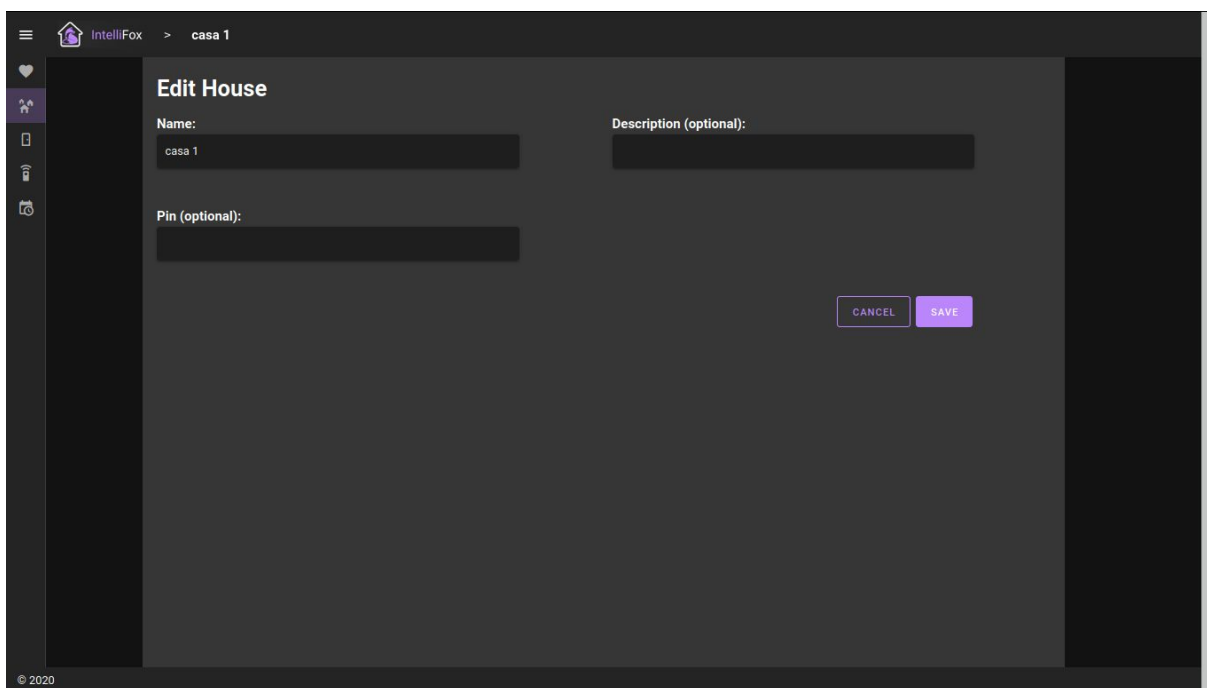 IntelliFox > casa 1
Edit House
Name: Description (optional):
casa 1
Pin (optional):
CANCEL SAVE
© 2020